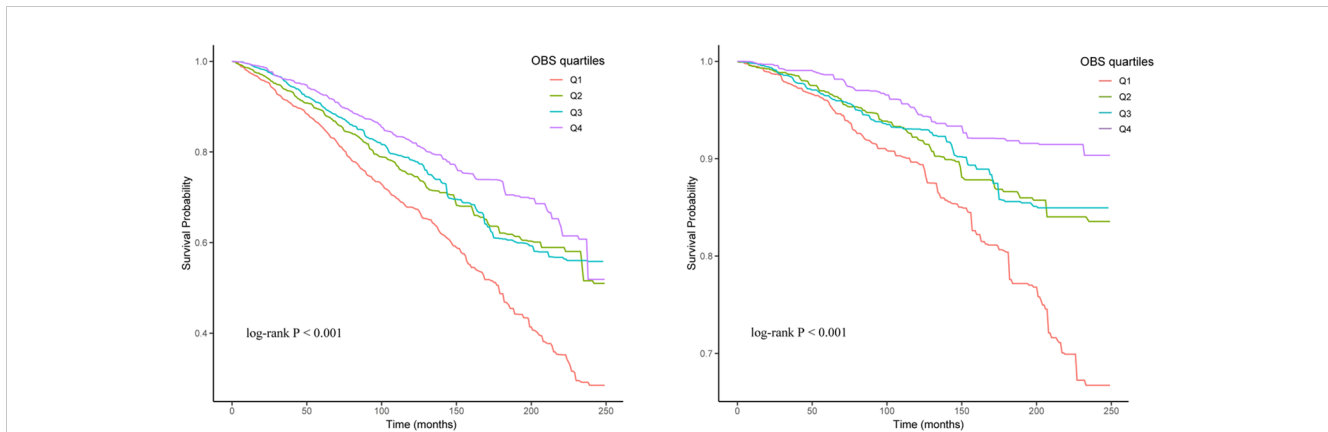 OBS quartiles
Q1
Q2
Q3
Q4
1.0
0.8
0.6
0.4
Survival Probability
log-rank P < 0.001
0 50 100 150 200 250
Time (months)
OBS quartiles
Q1
Q2
Q3
Q4
1.0
0.9
0.8
0.7
Survival Probability
log-rank P < 0.001
0 50 100 150 200 250
Time (months)